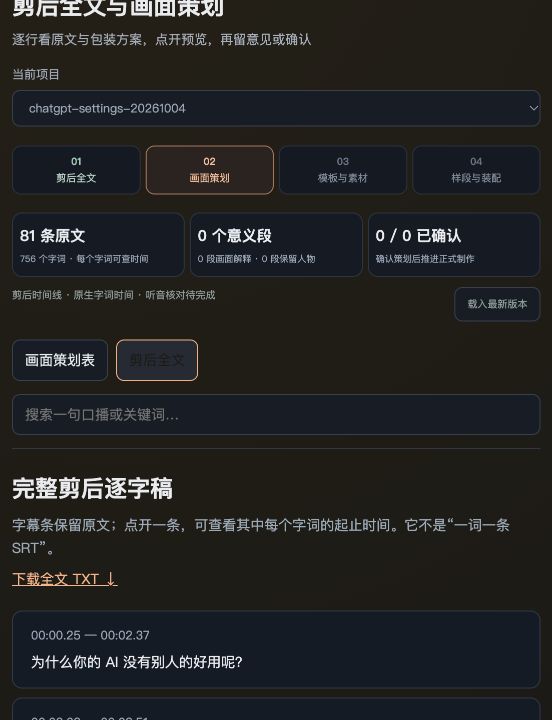 剪后全文与画面策划
逐行看原文与包装方案，点开预览，再留意见或确认
当前项目
chatgpt-settings-20261004
01
剪后全文
02
画面策划
03
模板与素材
04
样段与装配
81 条原文
756 个字词 · 每个字词可查时间
0 个意义段
0 段画面解释 · 0 段保留人物
0 / 0 已确认
确认策划后推进正式制作
剪后时间线 · 原生字词时间 · 听音核对待完成
载入最新版本
画面策划表
剪后全文
搜索一句口播或关键词…
完整剪后逐字稿
字幕条保留原文；点开一条，可查看其中每个字词的起止时间。它不是“一词一条
SRT”。
下载全文 TXT ↓
00:00.25 — 00:02.37
为什么你的 AI 没有别人的好用呢？